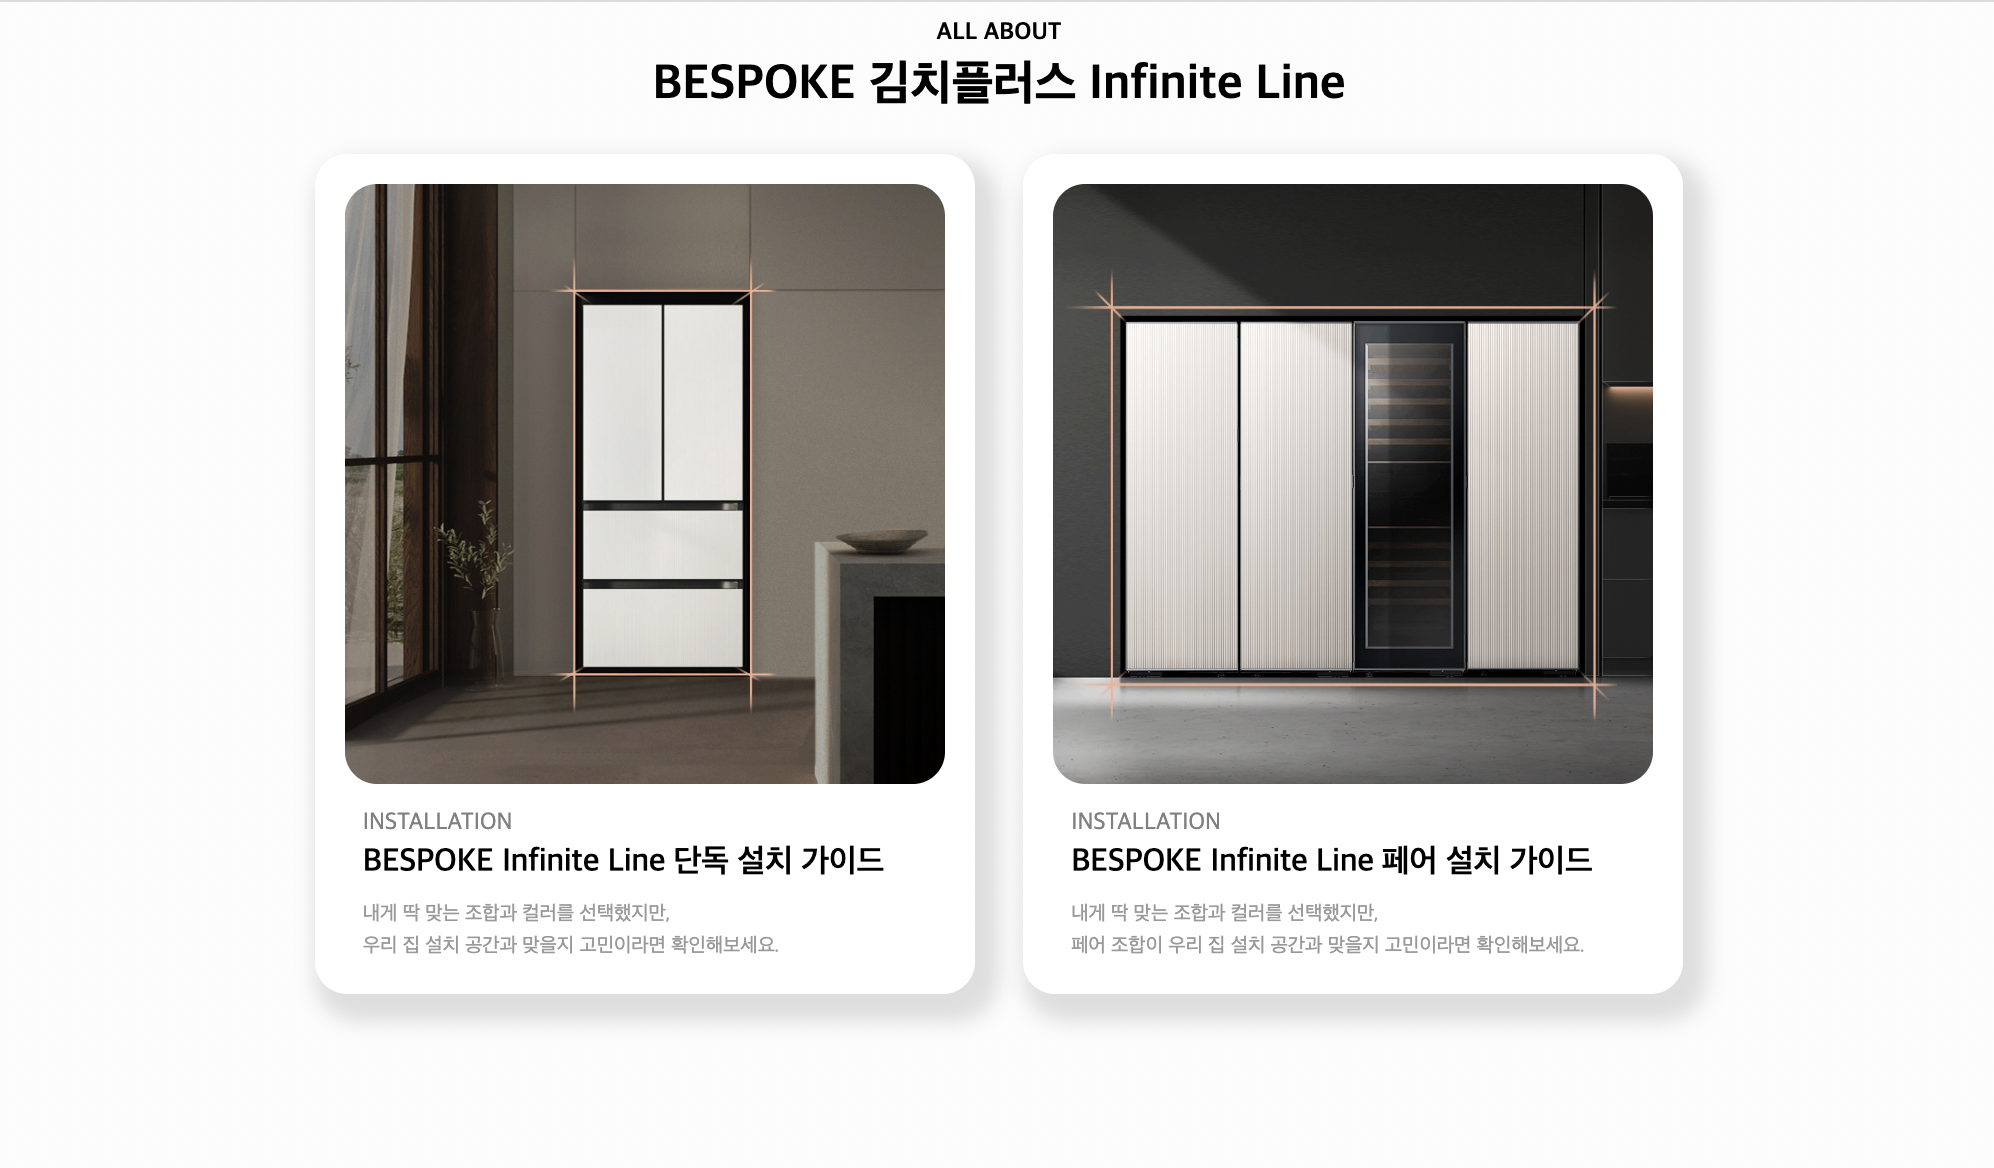 ALL ABOUT
BESPOKE 김치플러스 Infinite Line
INSTALLATION
BESPOKE Infinite Line 단독 설치 가이드
내게 딱 맞는 조합과 컬러를 선택했지만,
우리 집 설치 공간과 맞을지 고민이라면 확인해보세요.
INSTALLATION
BESPOKE Infinite Line 페어 설치 가이드
내게 딱 맞는 조합과 컬러를 선택했지만,
페어 조합이 우리 집 설치 공간과 맞을지 고민이라면 확인해보세요.